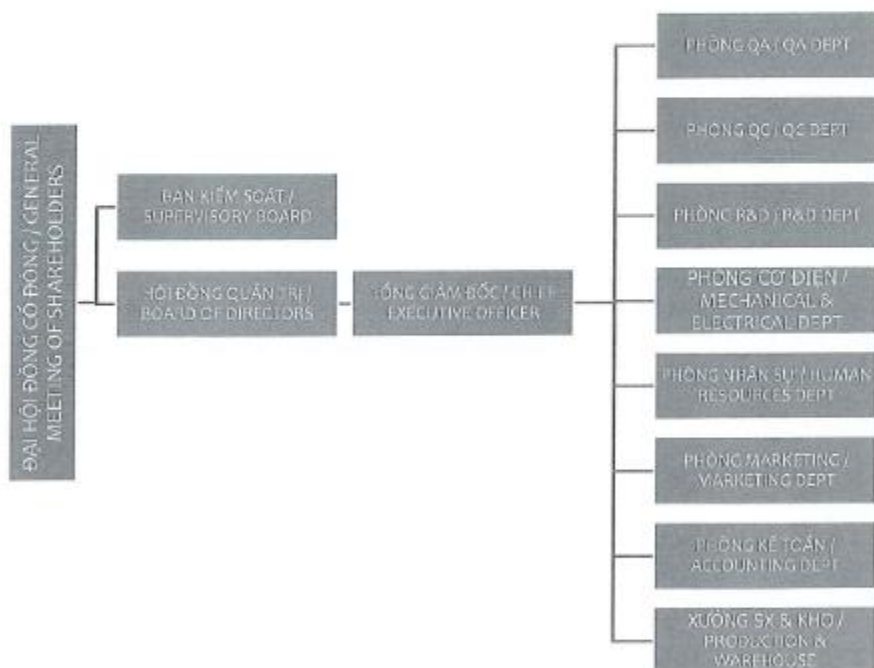 ĐẠI HỘI ĐỒNG CỔ ĐÔNG / GENERAL
MEETING OF SHAREHOLDERS
BAN KIỂM SOÁT /
SUPERVISORY BOARD
HỘI ĐỒNG QUẢN TRỊ /
BOARD OF DIRECTORS
TỔNG GIÁM ĐỐC / CHIEF
EXECUTIVE OFFICER
PHÒNG QA / QA DEPT
PHÒNG QC / QC DEPT
PHÒNG R&D / R&D DEPT
PHÒNG CƠ ĐIỆN /
MECHANICAL &
ELECTRICAL DEPT
PHÒNG NHÂN SỰ / HUMAN
RESOURCES DEPT
PHÒNG MARKETING /
MARKETING DEPT
PHÒNG KẾ TOÁN /
ACCOUNTING DEPT
XƯỞNG SX & KHO /
PRODUCTION &
WAREHOUSE